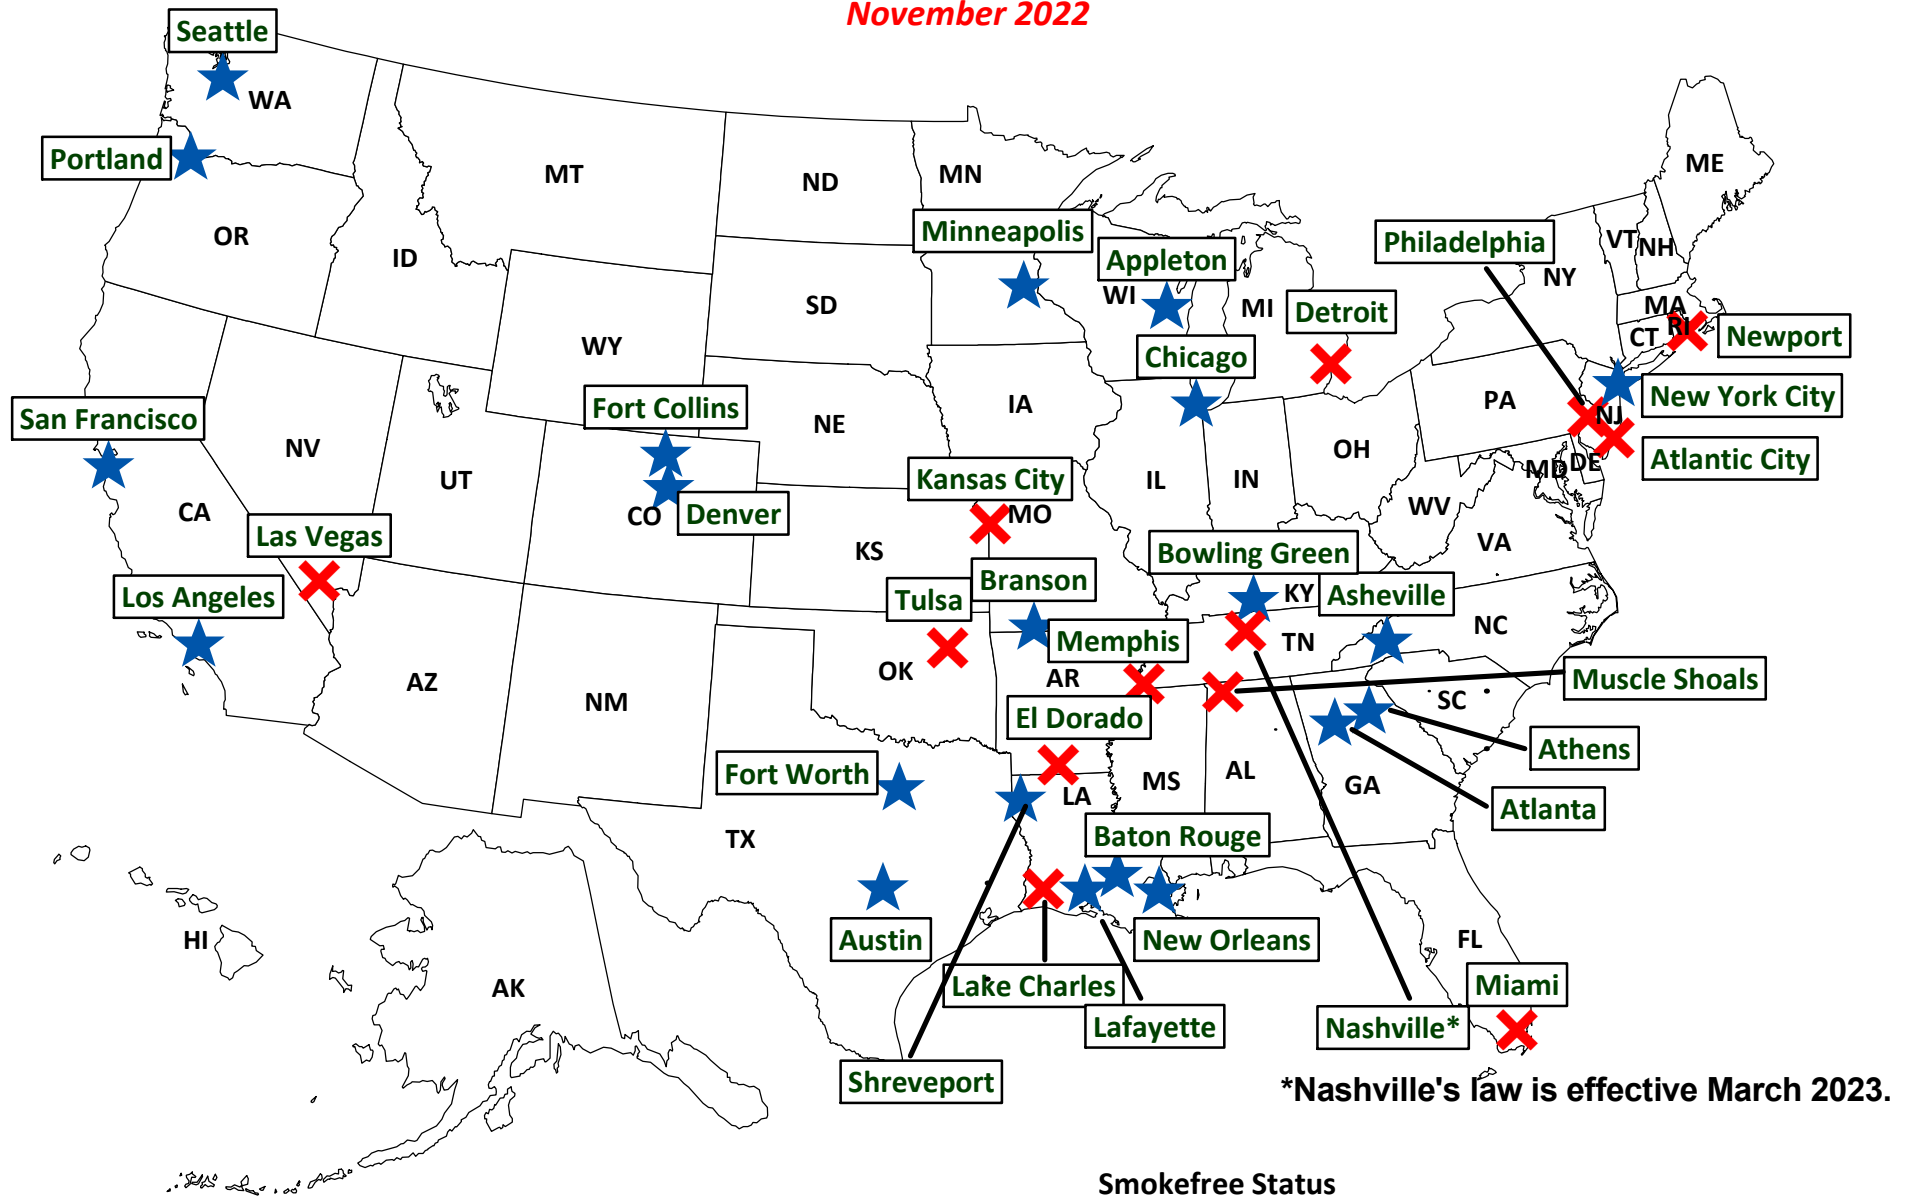 November 2022
Seattle
WA
Portland
MT
ND
MN
ME
OR
ID
Minneapolis
Philadelphia
VT
NH
Appleton
NY
WI
MI
SD
Detroit
MA
RI
CT
Newport
WY
Chicago
New York City
IA
PA
NJ
Fort Collins
San Francisco
NE
NV
OH
Atlantic City
DE
MD
UT
Kansas City
IL
IN
WV
CA
CO
Denver
MO
Las Vegas
KS
Bowling Green
VA
Branson
Los Angeles
Tulsa
KY
Asheville
NC
Memphis
TN
OK
AR
AZ
Muscle Shoals
NM
SC
El Dorado
Athens
Fort Worth
LA
MS
AL
GA
Atlanta
TX
Baton Rouge
HI
Austin
New Orleans
FL
AK
Lake Charles
Miami
Lafayette
Nashville*
Shreveport
*Nashville's law is effective March 2023.
Smokefree Status